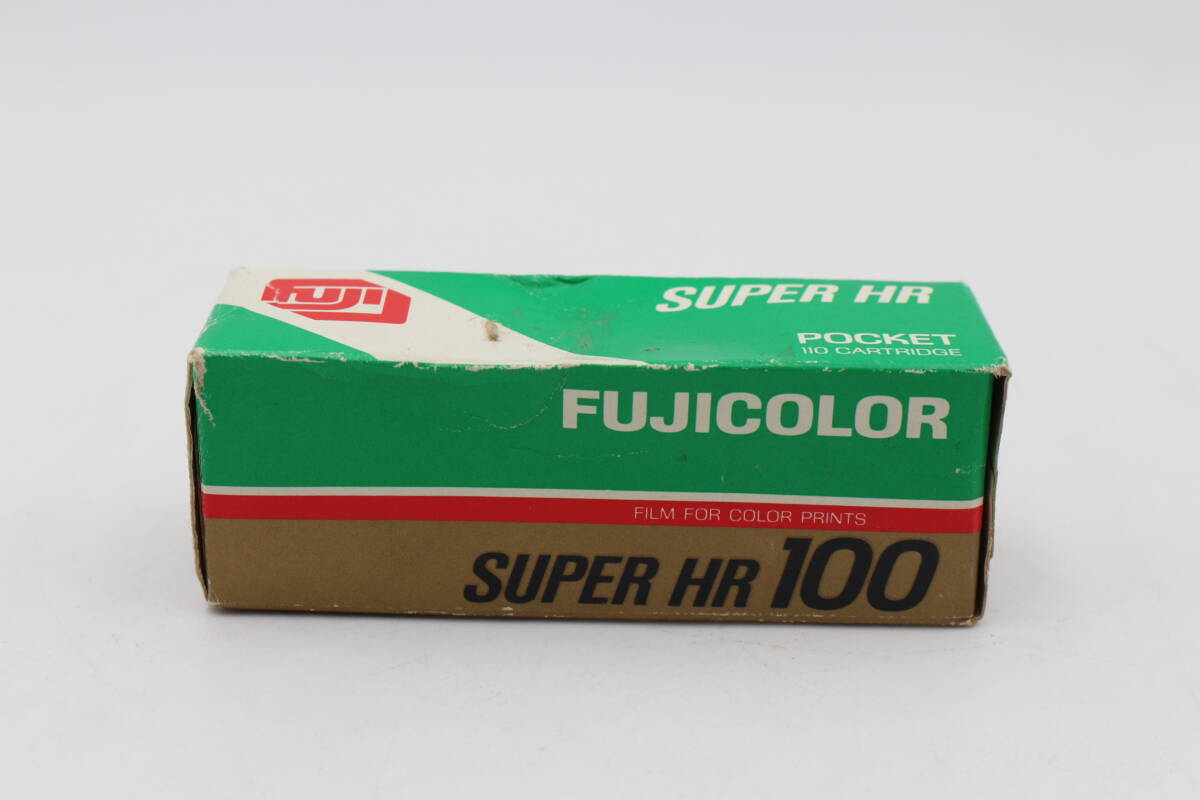 FUJI
SUPER HR
POCKET
110 CARTRIDGE
FUJICOLOR
FILM FOR COLOR PRINTS
SUPER HR 100